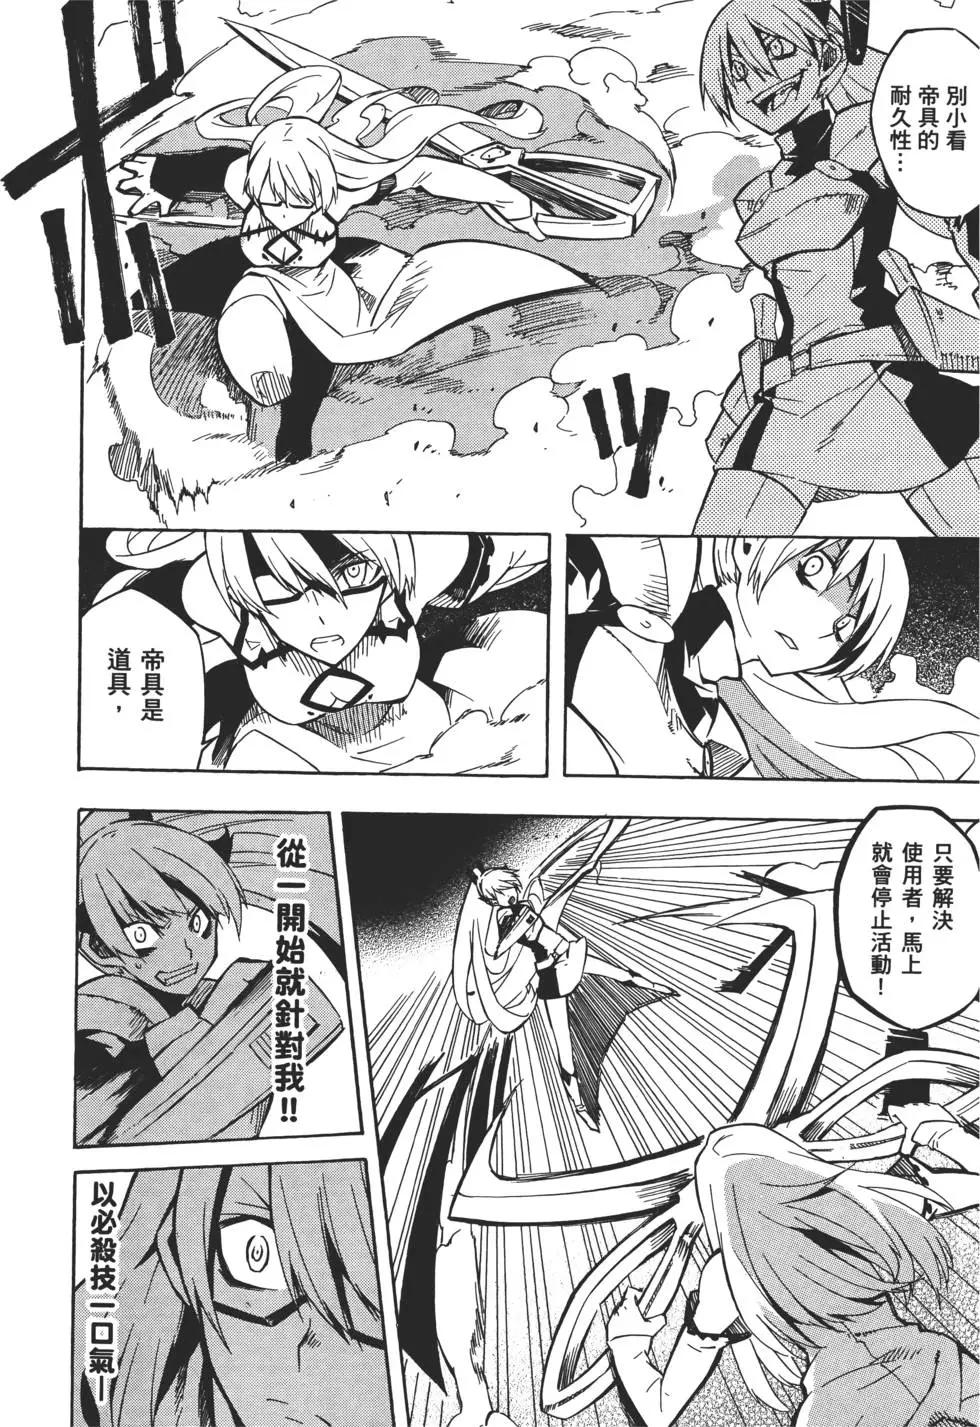 別小看
帝具的
耐久性…
帝具是
道具，
只要解決
使用者，馬上
就會停止活動！
從一開始就針對我!!
以必殺技一口氣—